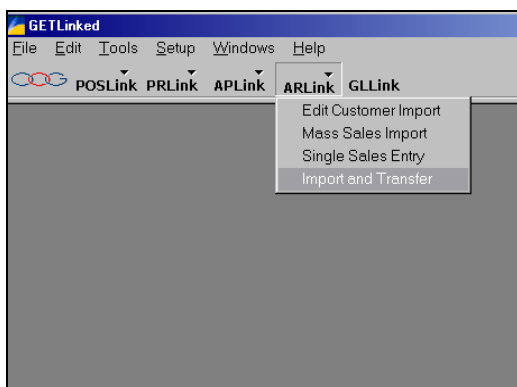 GETLinked
File Edit Tools Setup Windows Help
POSLink PRLink APLink ARLink GLLink
Edit Customer Import
Mass Sales Import
Single Sales Entry
Import and Transfer